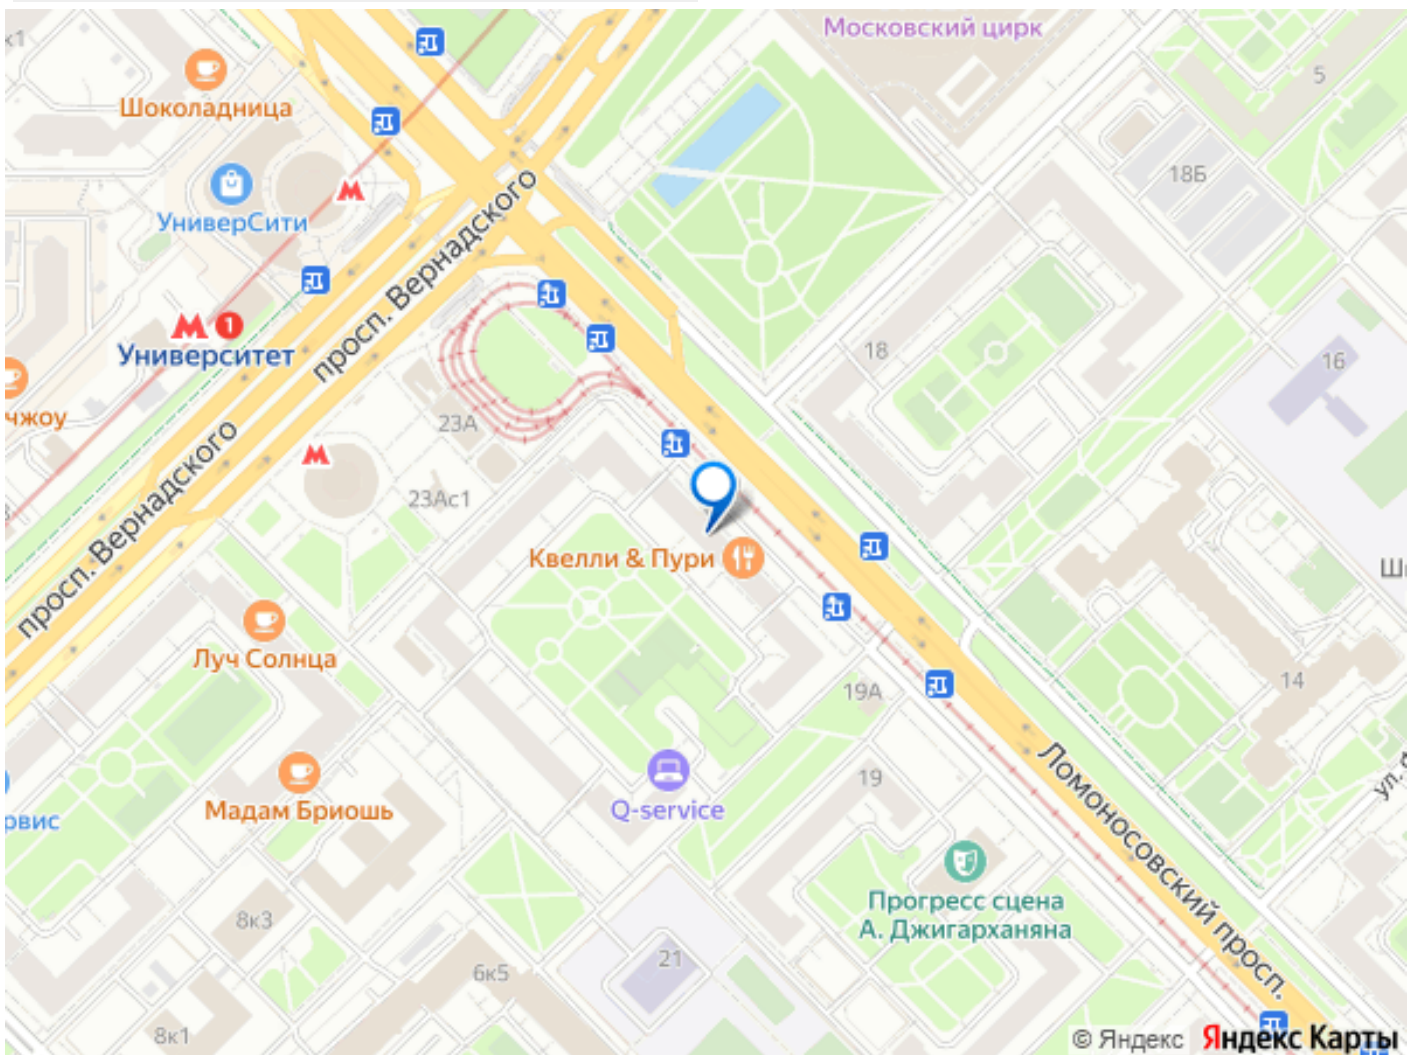 к1
Московский цирк
5
Шоколадница
18Б
УниверСити
просп. Вернадского
1
Университет
18
16
чжоу
23А
23Ас1
просп. Вернадского
Квелли & Пури
Луч Солнца
19А
14
Ломоносовский просп.
19
Q-service
Мадам Бриошь
рвис
Прогресс сцена
А. Джигарханяна
8к3
21
6к5
8к1
© Яндекс Яндекс Карты